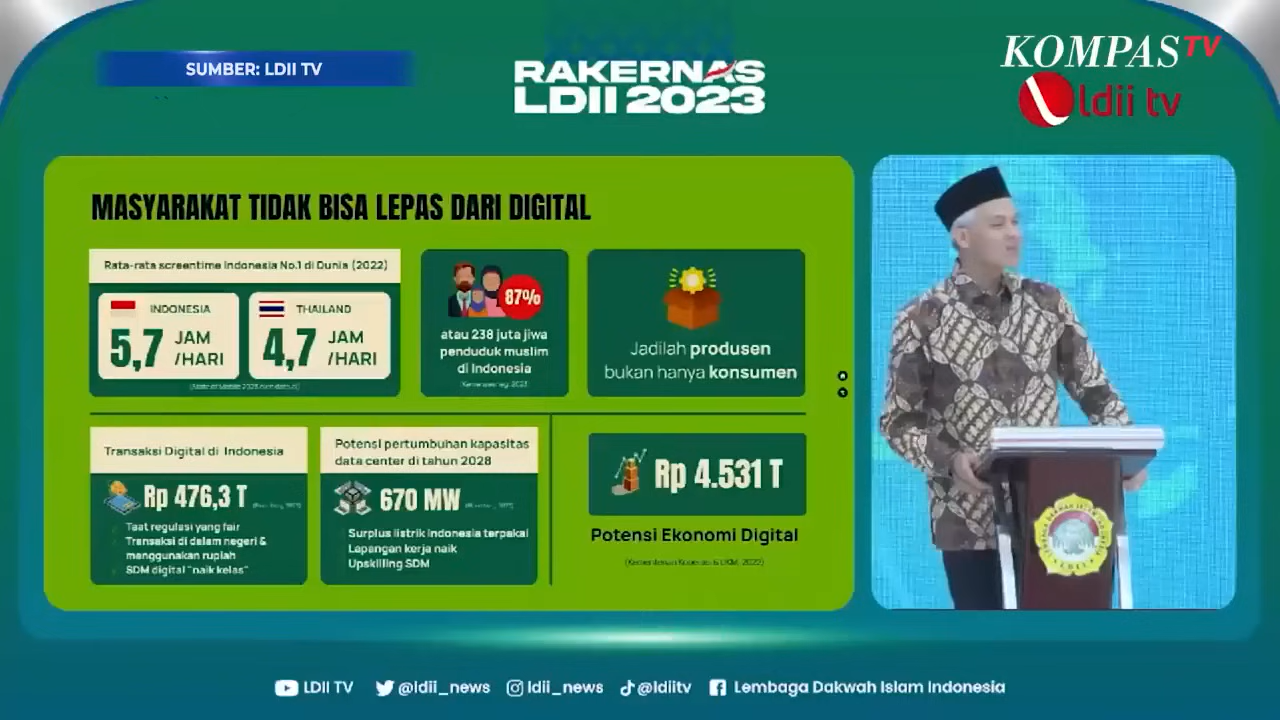 SUMBER: LDII TV
RAKERNAS
LDII 2023
KOMPASTV
ldii tv
MASYARAKAT TIDAK BISA LEPAS DARI DIGITAL
Rata-rata screentime Indonesia No.1 di Dunia (2022)
INDONESIA
5,7 JAM
/HARI
THAILAND
4,7 JAM
/HARI
87%
atau 238 juta jiwa
penduduk muslim
di Indonesia
Jadilah produsen
bukan hanya konsumen
Transaksi Digital di Indonesia
Rp 476,3 T
Taat regulasi yang fair
Transaksi di dalam negeri &
menggunakan rupiah
SDM digital "naik kelas"
Potensi pertumbuhan kapasitas
data center di tahun 2028
670 MW
Surplus listrik Indonesia terpakai
Lapangan kerja naik
Upskilling SDM
Rp 4.531 T
Potensi Ekonomi Digital
(Kementerian Koperasi & UKM, 2022)
LDII TV
@ldii_news
ldii_news
@ldiitv
Lembaga Dakwah Islam Indonesia